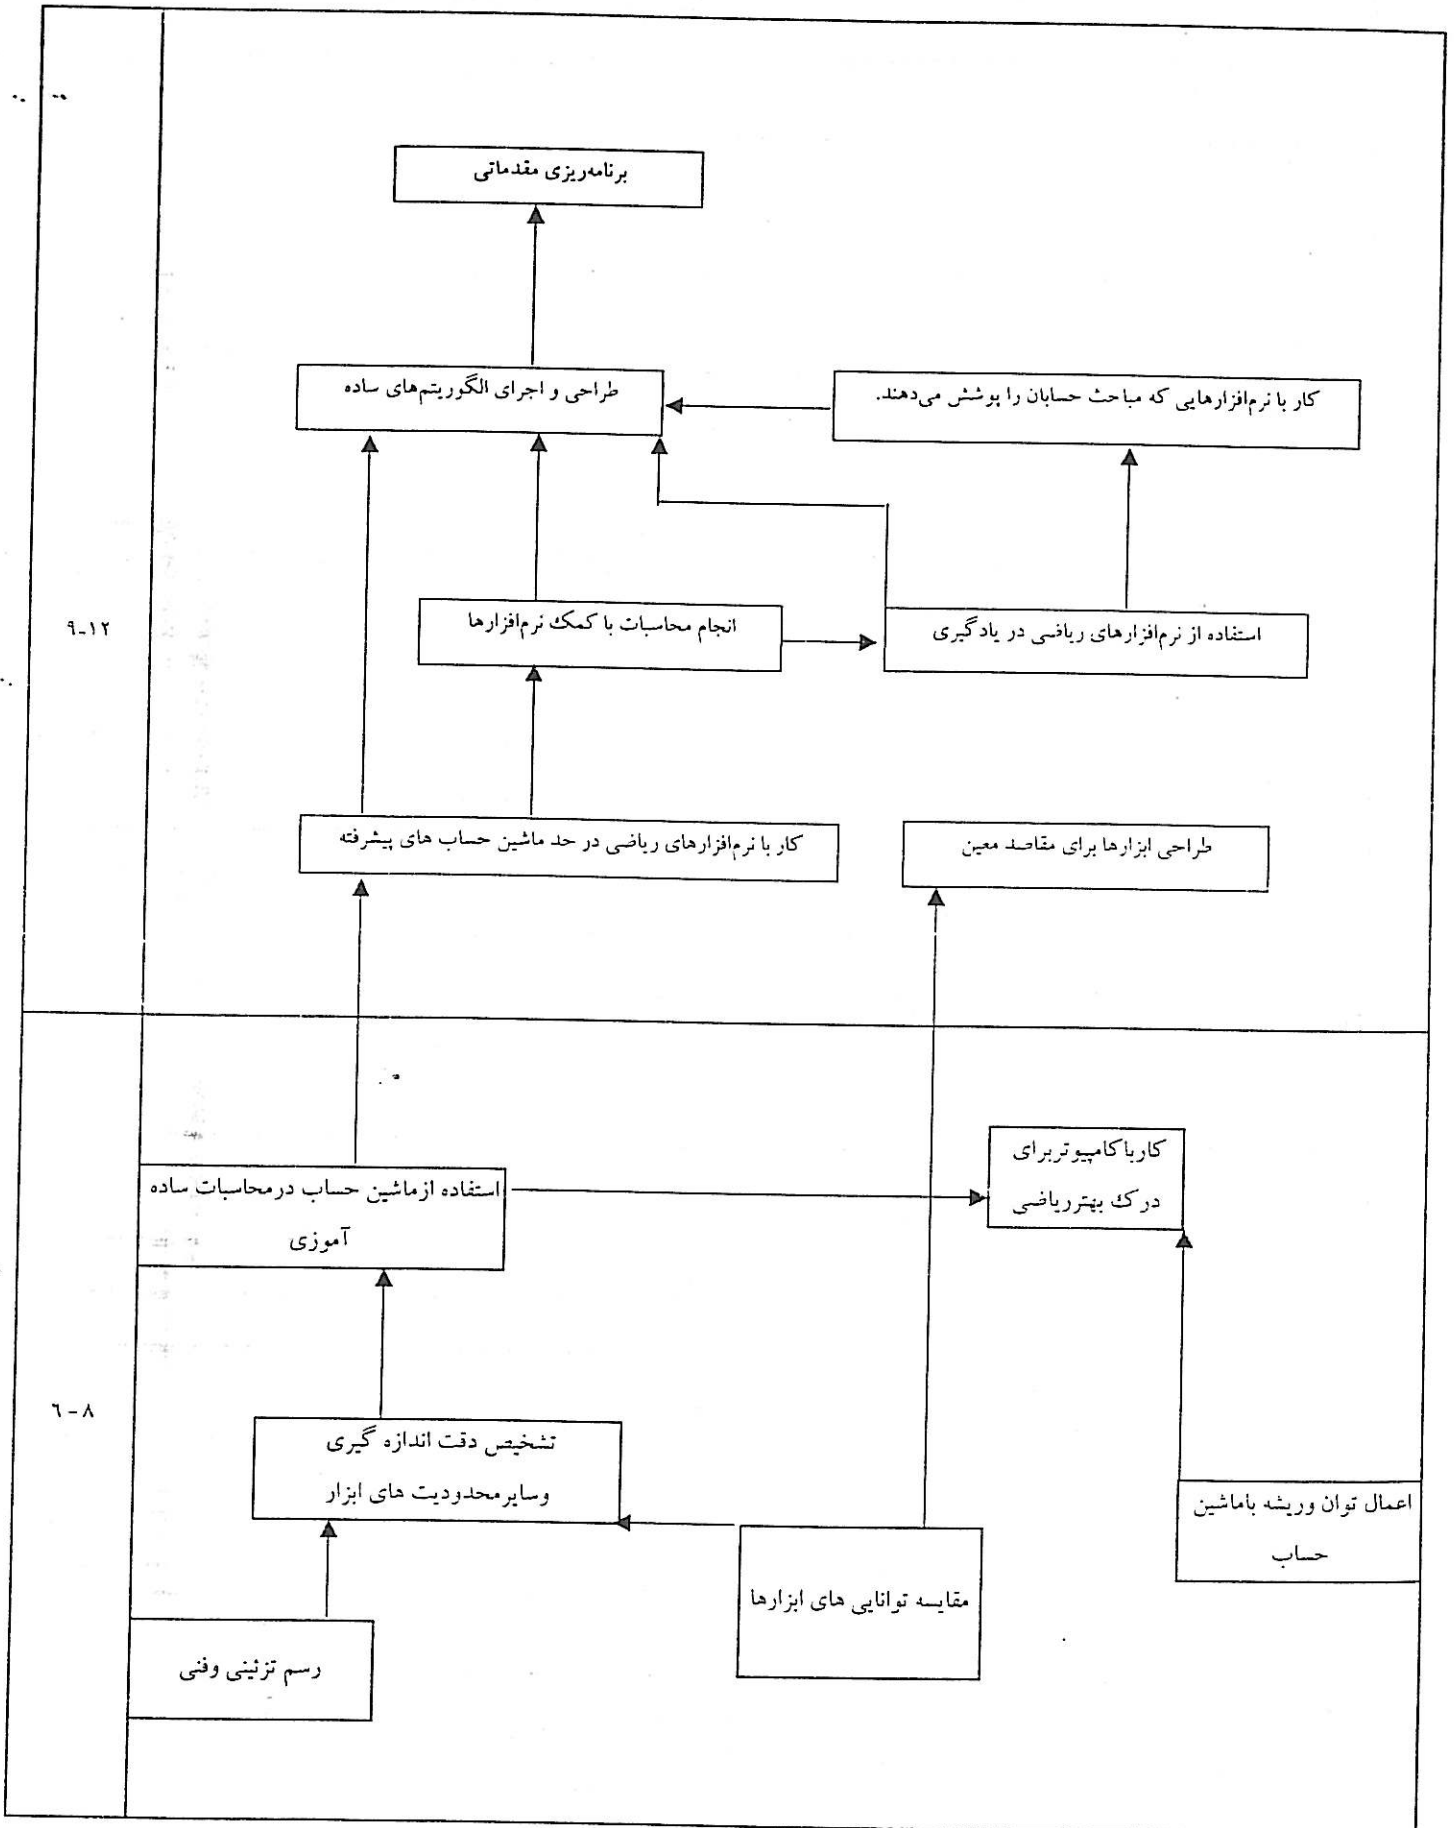 برنامه‌ریزی مقدماتی
کار با نرم‌افزارهایی که مباحث حسابان را پوشش می‌دهند.
طراحی و اجرای الگوریتم‌های ساده
۹-۱۲
استفاده از نرم‌افزارهای ریاضی در یادگیری
انجام محاسبات با کمک نرم‌افزارها
طراحی ابزارها برای مقاصد معین
کار با نرم‌افزارهای ریاضی در حد ماشین حساب های پیشرفته
کارباکامپیوتربرای
درک بهترریاضی
استفاده ازماشین حساب درمحاسبات ساده
آموزی
۶-۸
تشخیص دقت اندازه گیری
وسایرمحدودیت های ابزار
اعمال توان وریشه باماشین
حساب
مقایسه توانایی های ابزارها
رسم تزئینی وفنی